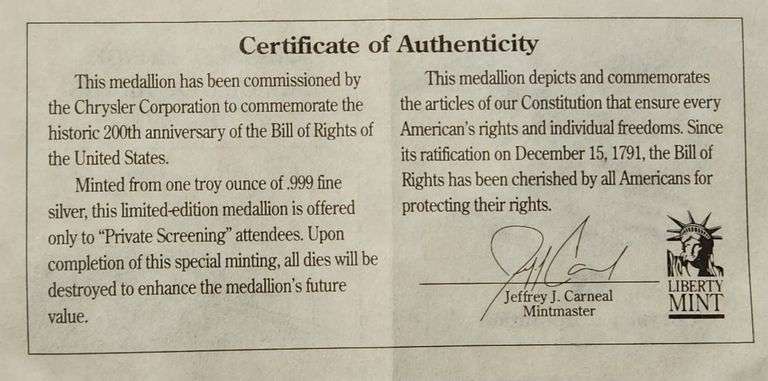 Certificate of Authenticity
This medallion has been commissioned by
the Chrysler Corporation to commemorate the
historic 200th anniversary of the Bill of Rights of
the United States.
Minted from one troy ounce of .999 fine
silver, this limited-edition medallion is offered
only to “Private Screening” attendees. Upon
completion of this special minting, all dies will be
destroyed to enhance the medallion's future
value.
This medallion depicts and commemorates
the articles of our Constitution that ensure every
American's rights and individual freedoms. Since
its ratification on December 15, 1791, the Bill of
Rights has been cherished by all Americans for
protecting their rights.
Jeffrey J. Carneal
Mintmaster
LIBERTY
MINT